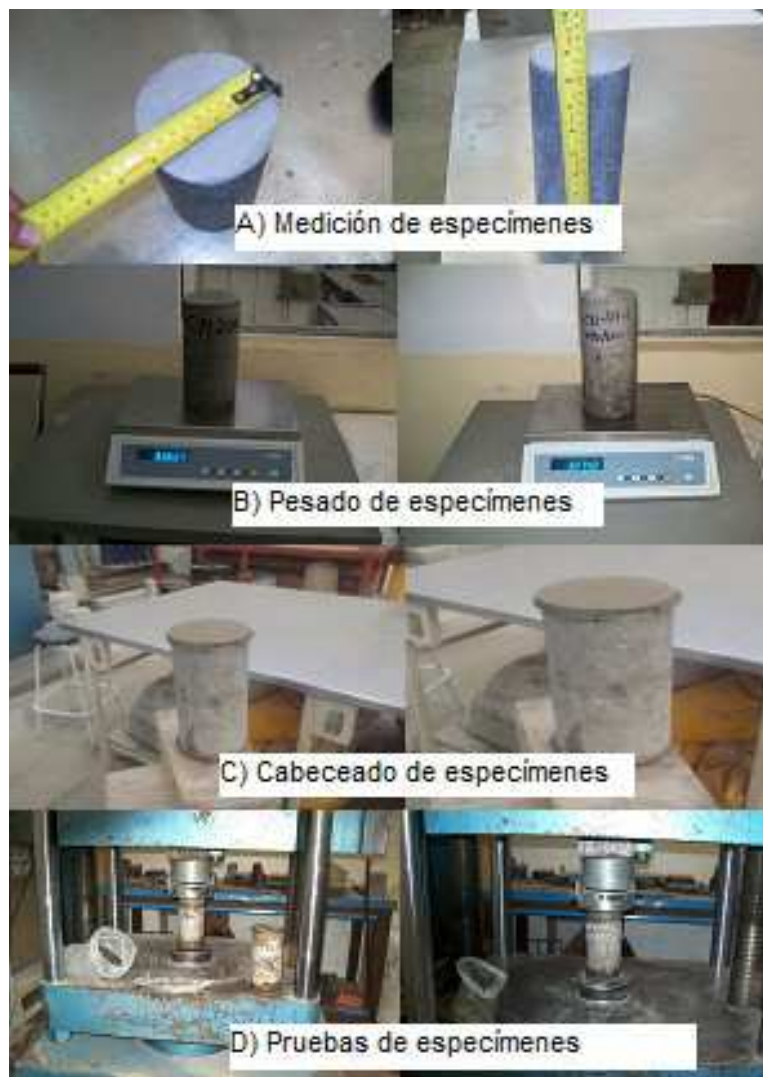 A) Medición de especímenes
B) Pesado de especímenes
C) Cabeceado de especímenes
D) Pruebas de especímenes